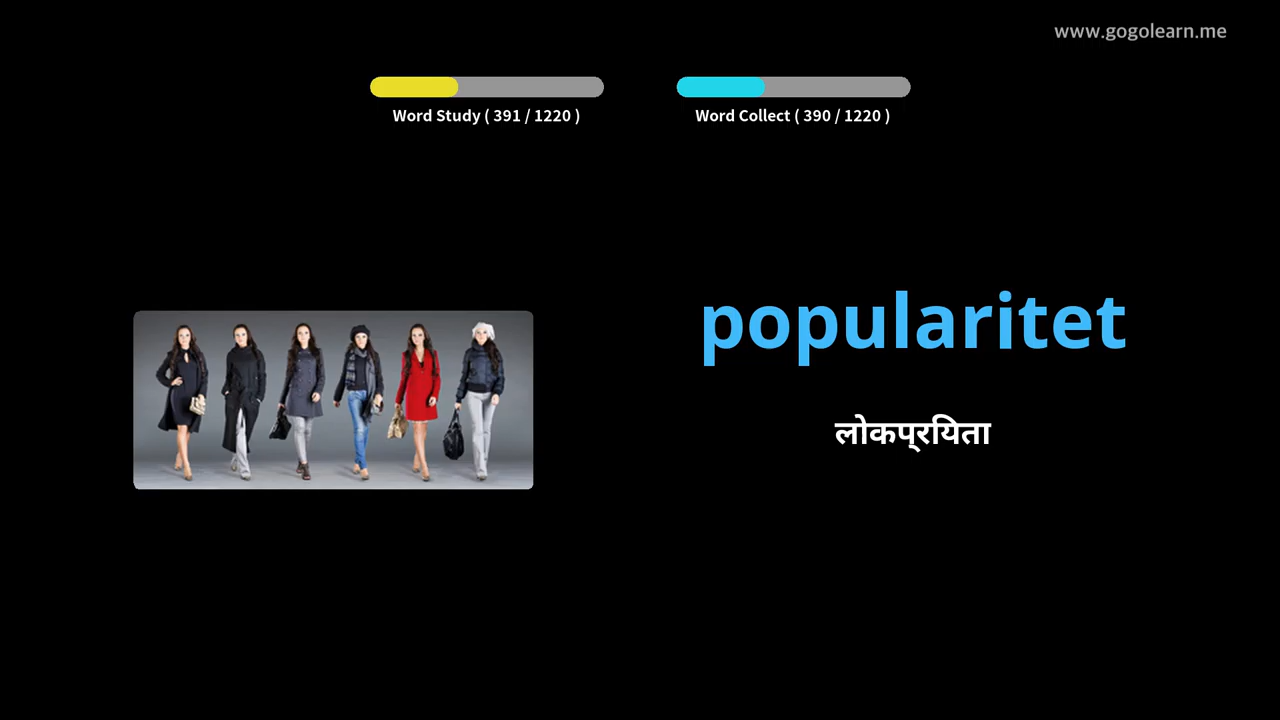 www.gogolearn.me
Word Study ( 391 / 1220 )
Word Collect ( 390 / 1220 )
popularitet
लोकप्रियता